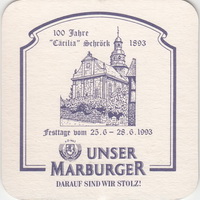 100 Jahre
"Cäcilia" Schröck 1893
Festtage vom 25.6 - 28.6.1993
UNSER
MARBURGER
DARAUF SIND WIR STOLZ!